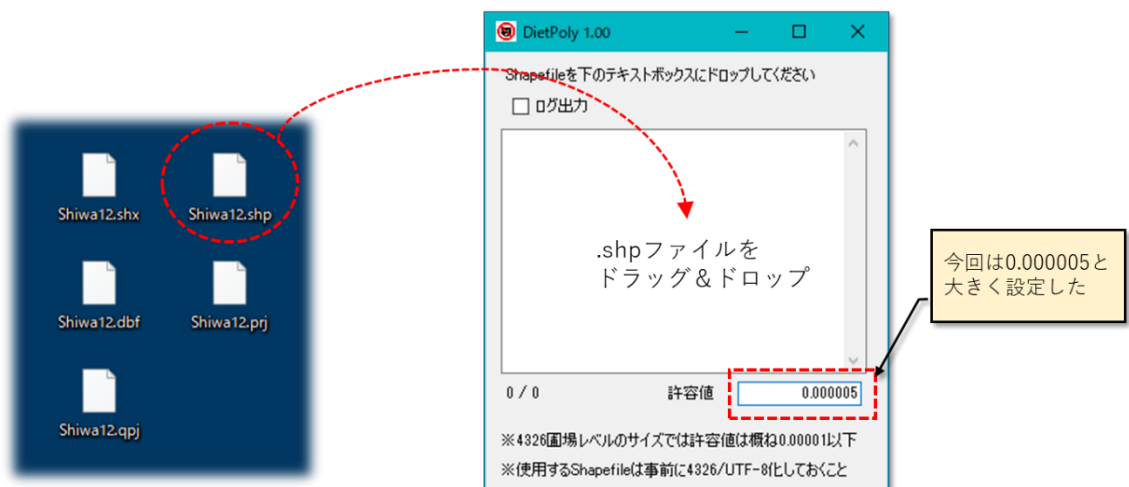 DietPoly 1.00
Shapefileを下のテキストボックスにドロップしてください
ログ出力
Shiwa12.shx
Shiwa12.shp
.shpファイルを
ドラッグ＆ドロップ
今回は0.000005と
大きく設定した
Shiwa12.dbf
Shiwa12.prj
0 / 0
許容値
0.000005
Shiwa12.qpj
※4326圃場レベルのサイズでは許容値は概ね0.00001以下
※使用するShapefileは事前に4326/UTF-8化しておくこと